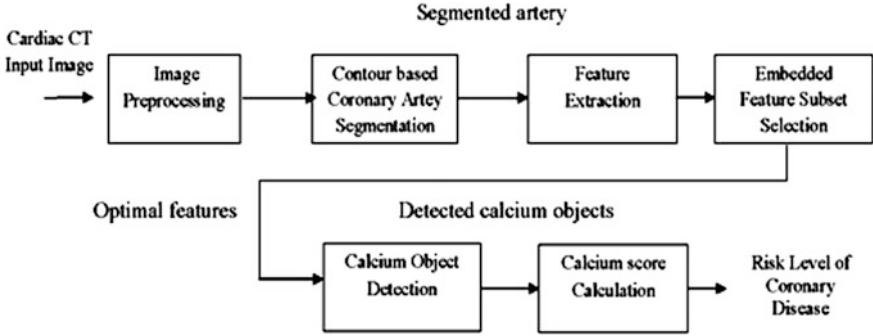 Segmented artery
Cardiac CT
Input Image
Image
Preprocessing
Contour based
Coronary Artey
Segmentation
Feature
Extraction
Embedded
Feature Subset
Selection
Optimal features
Detected calcium objects
Calcium Object
Detection
Calcium score
Calculation
Risk Level of
Coronary
Disease